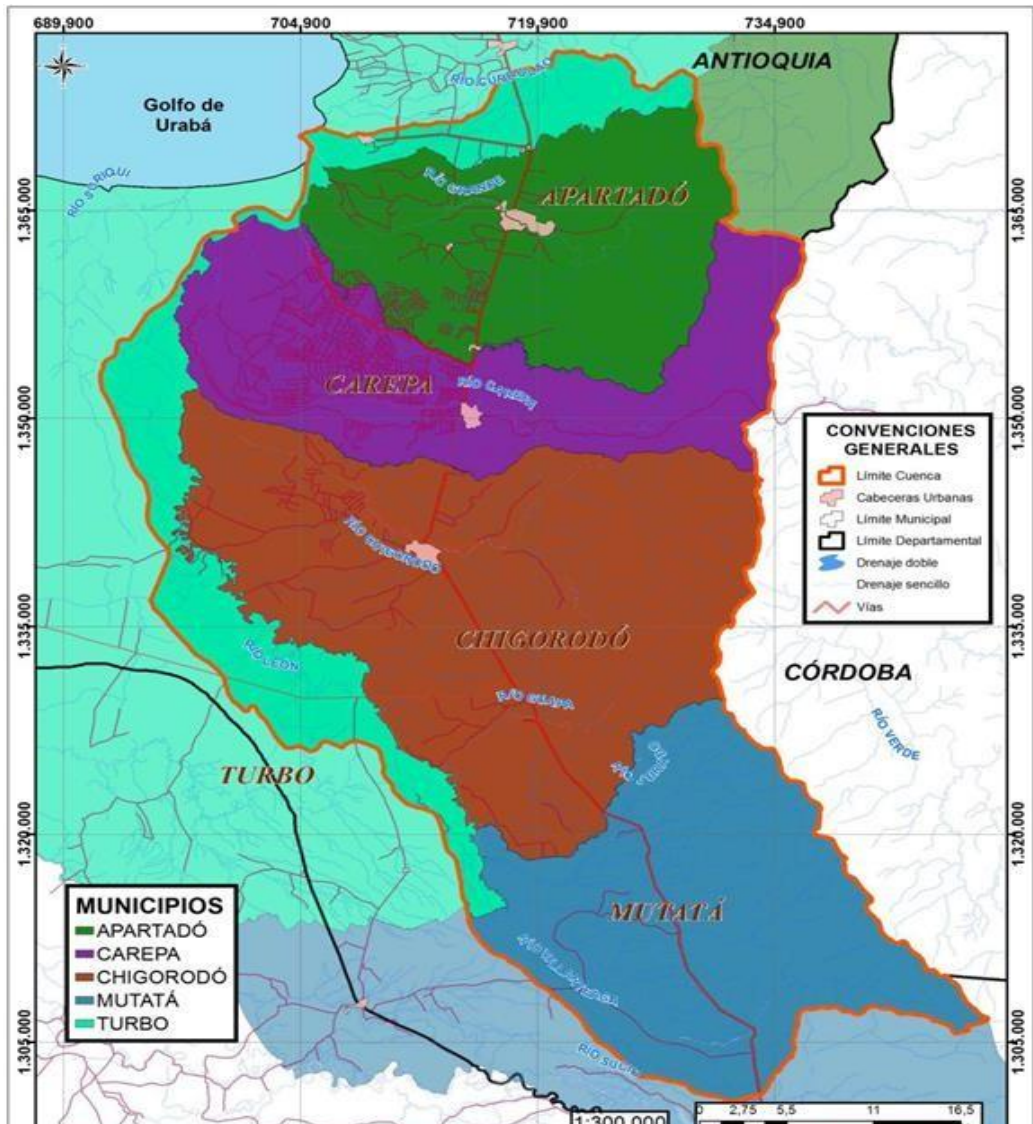 689,900 704,900 719,900 734,900
ANTIOQUIA
RÍO CURRULAO
Golfo de
Urabá
RÍO SURIQUI
1.365.000
1.365.000
RÍO GRANDE
APARTADÓ
CAREPA
RÍO CAREPA
1.350.000
1.350.000
CONVENCIONES
GENERALES
Límite Cuenca
Cabeceras Urbanas
Límite Municipal
Límite Departamental
Drenaje doble
Drenaje sencillo
Vías
RÍO CHIGORODÓ
CHIGORODÓ
1.335.000
1.335.000
RÍO LEÓN
CÓRDOBA
RÍO GUAPA
RÍO VERDE
TURBO
1.320.000
1.320.000
MUNICIPIOS
APARTADÓ
CAREPA
CHIGORODÓ
MUTATÁ
TURBO
MUTATÁ
RÍO SUCIO
1.305.000
1.305.000
1:300.000
0 2,75 5,5 11 16,5